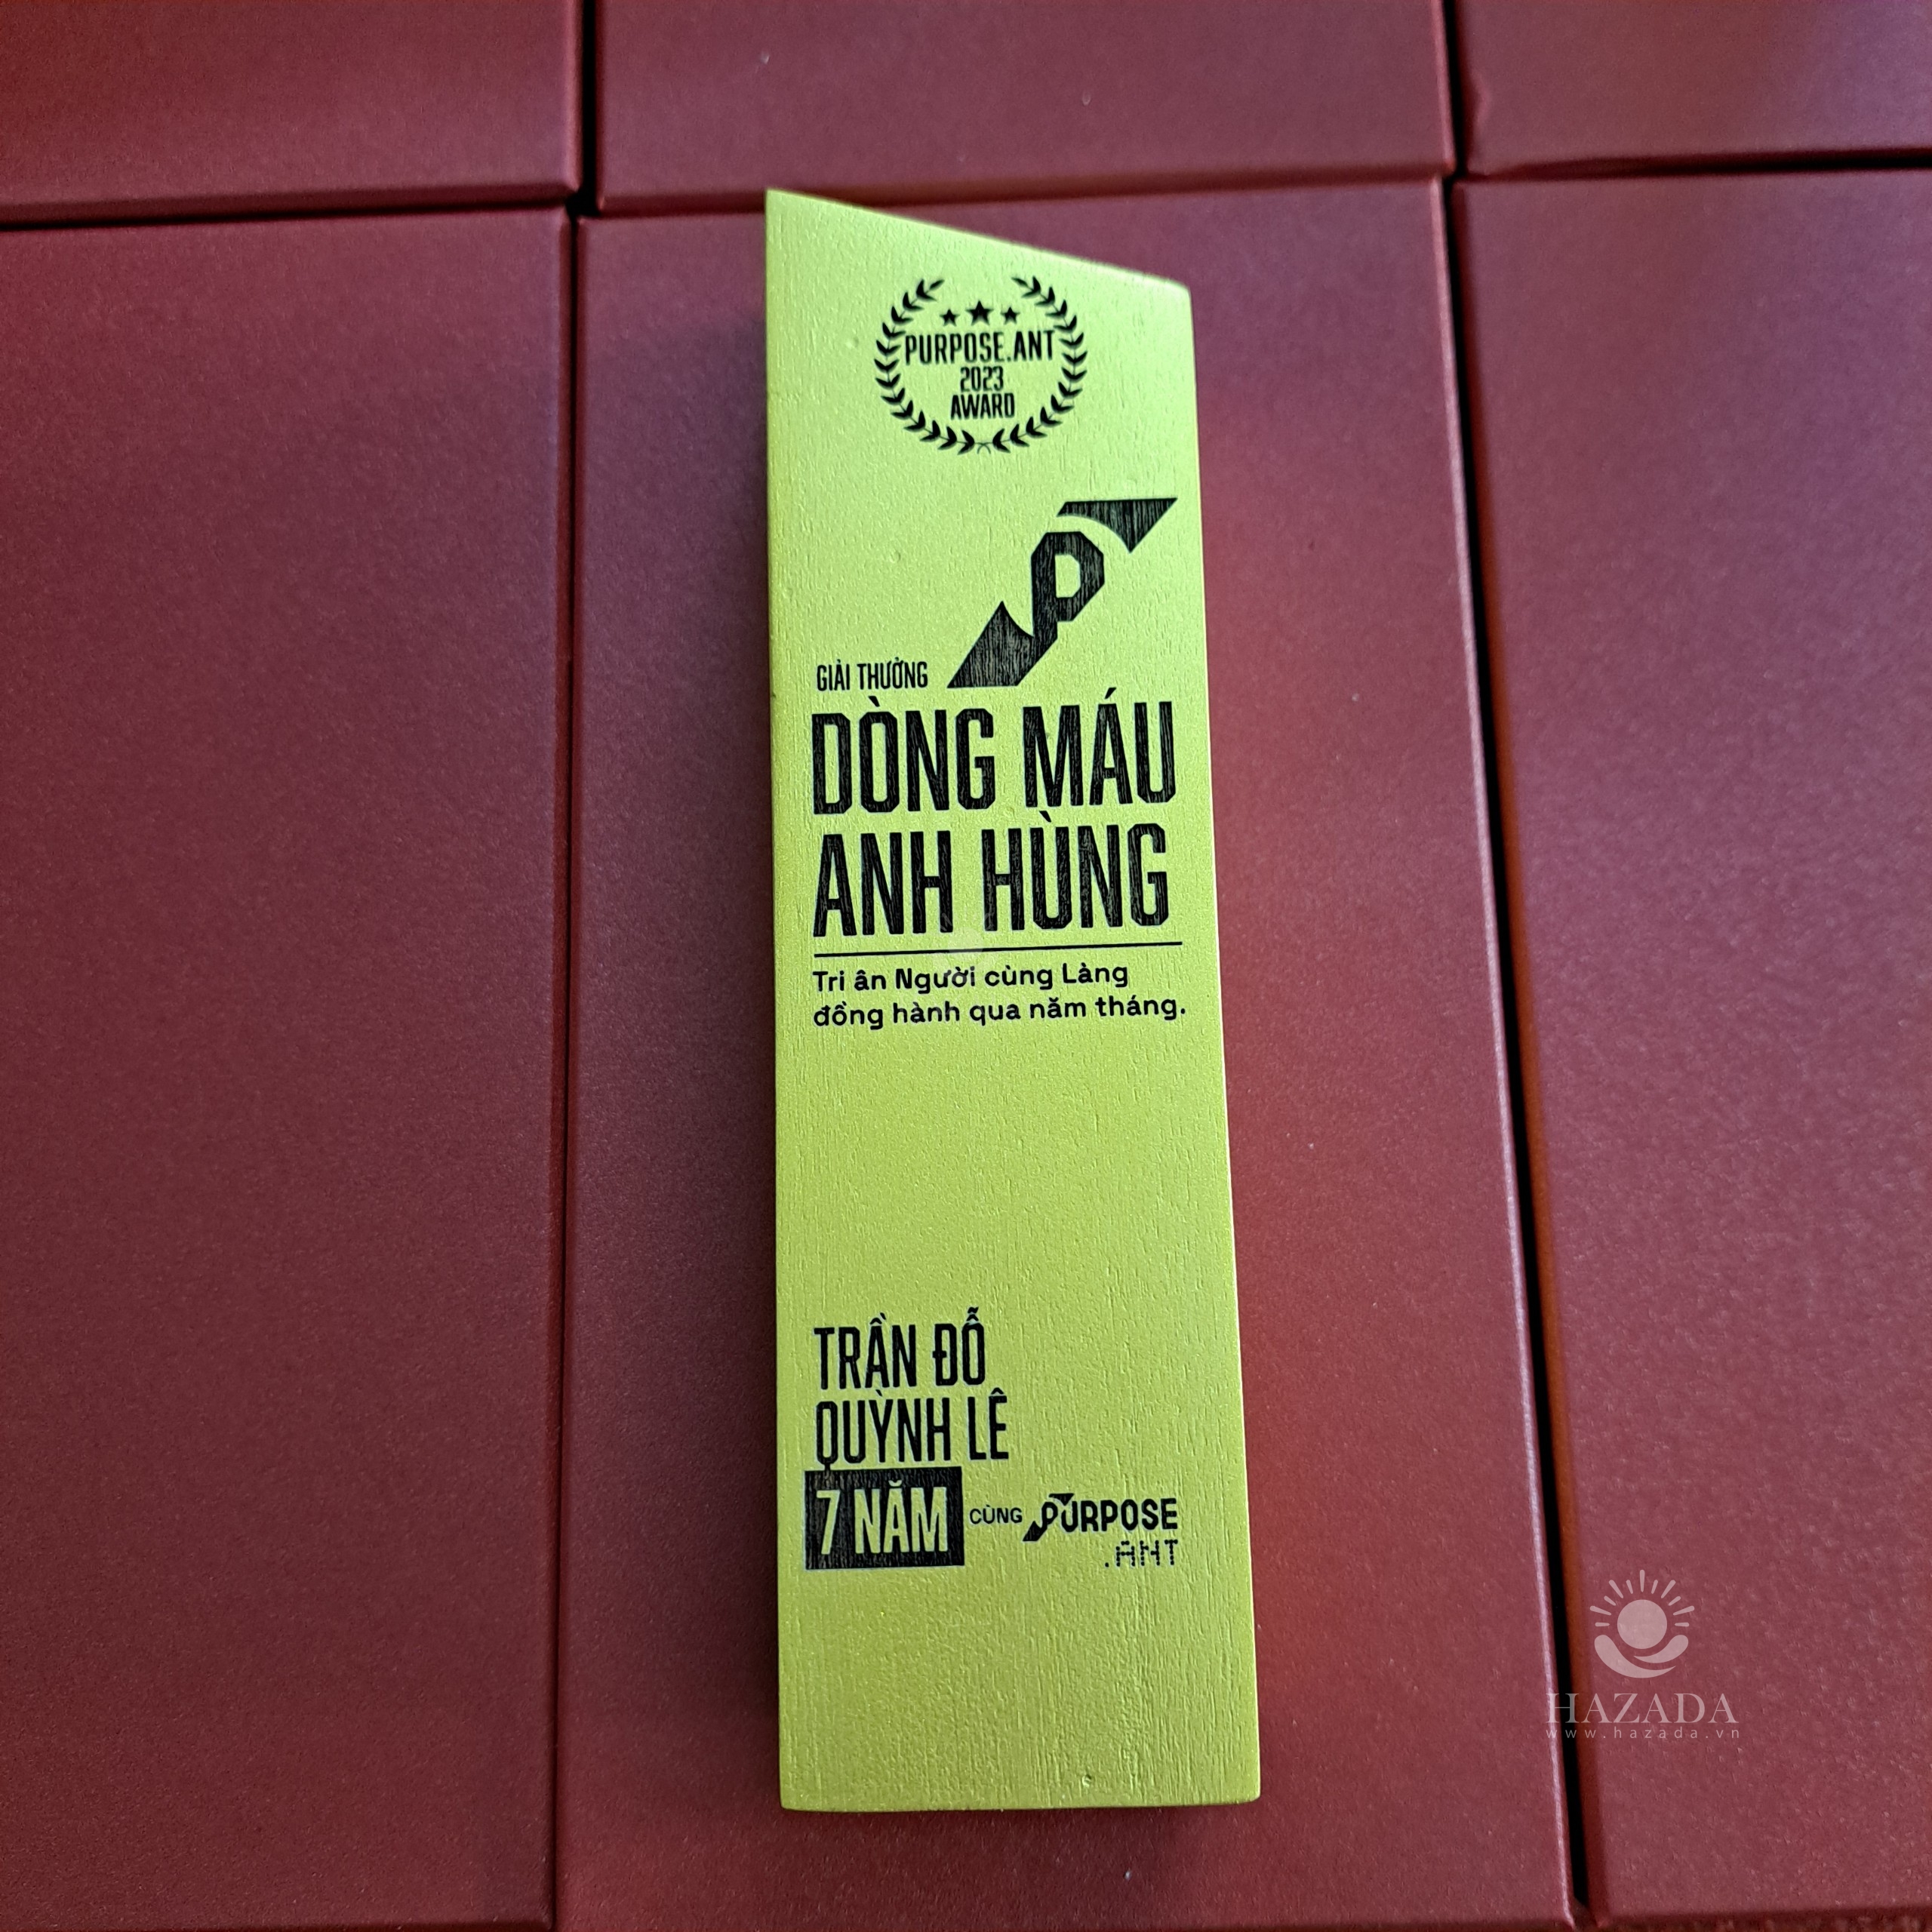 PURPOSE.ANT
2023
AWARD
GIẢI THƯỞNG
DÒNG MÁU
ANH HÙNG
Tri ân Người cùng Làng
đồng hành qua năm tháng.
TRẦN ĐỖ
QUỲNH LÊ
7 NĂM CÙNG PURPOSE
.ANT
HAZADA
www.hazada.vn